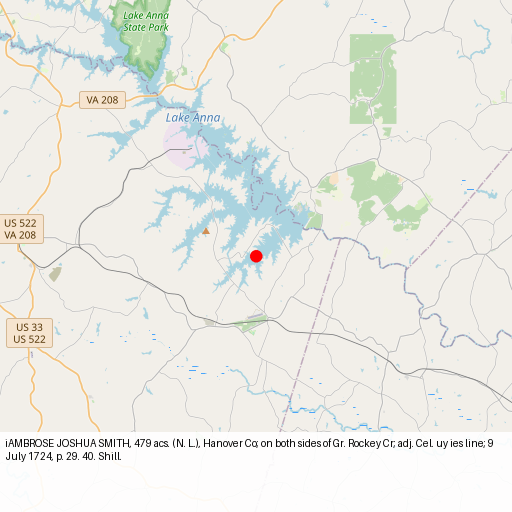 Lake Anna
State Park
VA 208
Lake Anna
US 522
VA 208
US 33
US 522
iAMBROSE JOSHUA SMITH, 479 acs. (N. L.), Hanover Co; on both sides of Gr. Rockey Cr; adj. Cel. uy ies line; 9
July 1724, p. 29. 40. Shill.